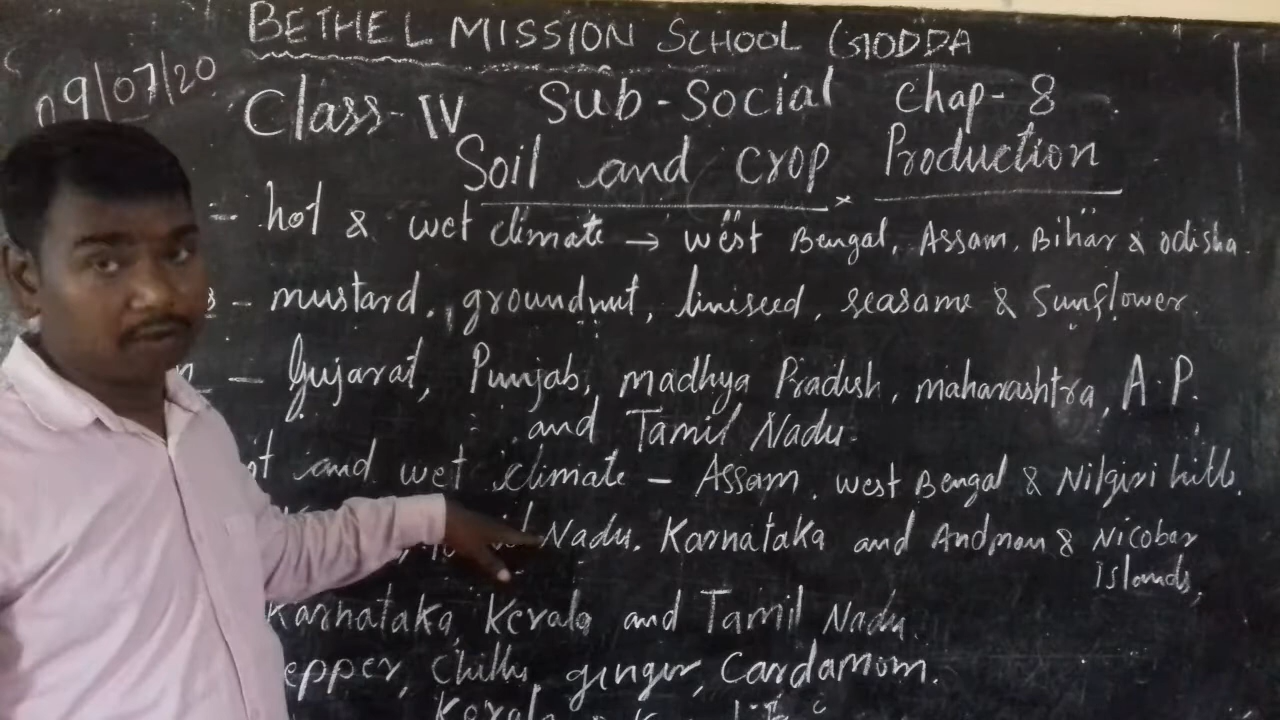 BETHEL MISSION SCHOOL GODDA
09/07/20
Class-IV Sub-Social Chap-8
Soil and crop Production
- hot & wet climate → west Bengal, Assam, Bihar & odisha.
- mustard, groundnut, liniseed, seasame & Sunflower.
- Gujarat, Punjab, madhya Pradesh, maharashtra, A.P.
and Tamil Nadu.
ot and wet climate - Assam, west Bengal & Nilgiri hills.
Nadu, Karnataka and Andman & Nicobar
islands,
Karnataka, Kerala and Tamil Nadu.
epper, Chilli, ginger, Cardamom.
Kerala